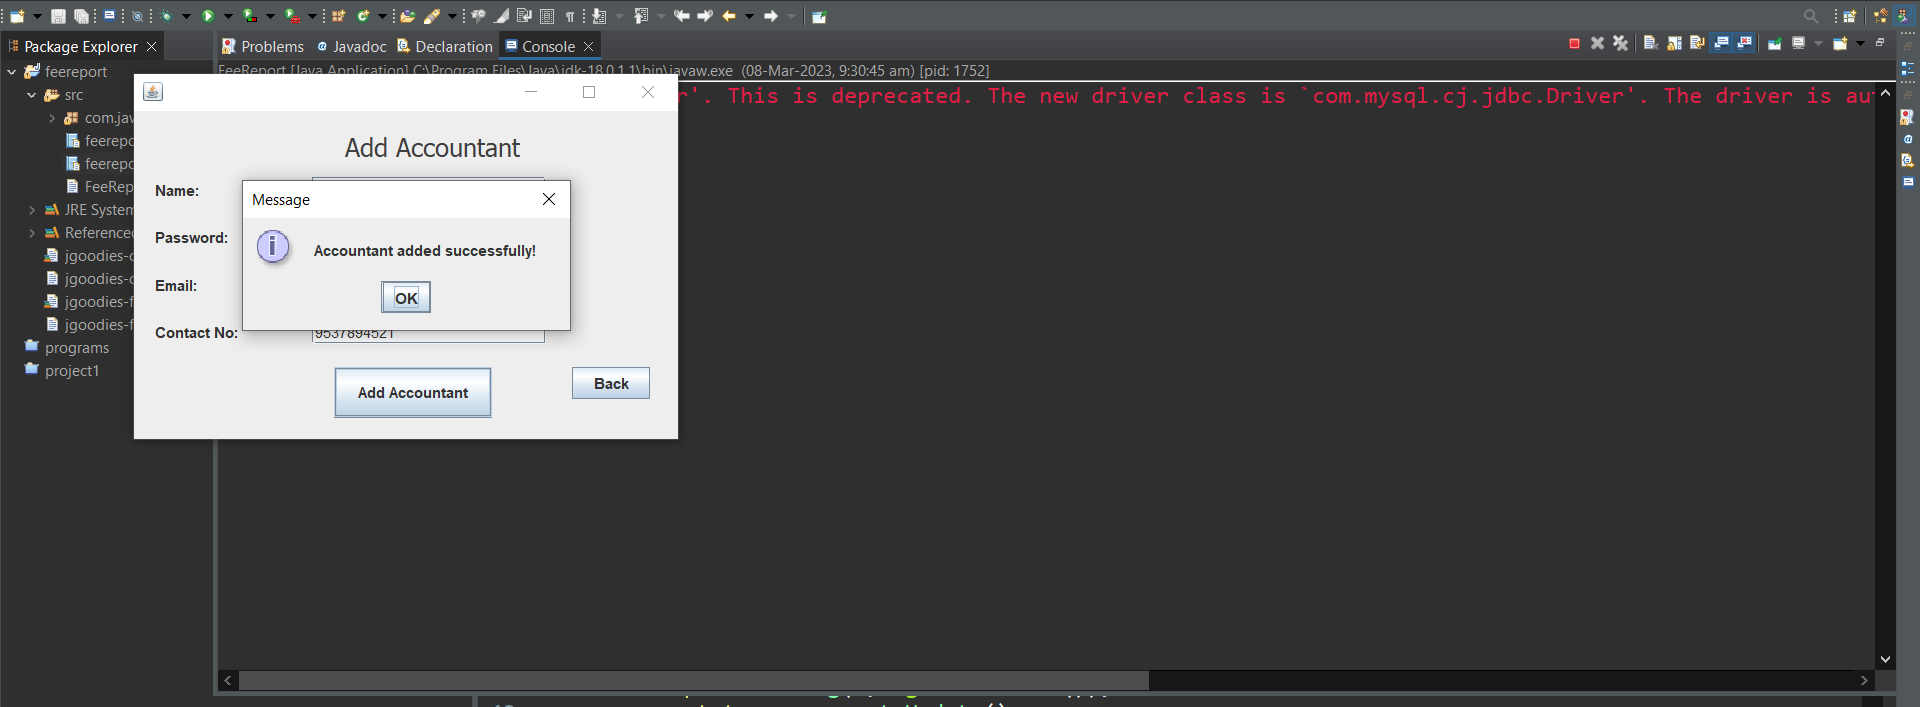 Package Explorer
Problems
Javadoc
Declaration
Console
FeeReport [Java Application] C:\Program Files\Java\jdk-18.0.1.1\bin\javaw.exe (08-Mar-2023, 9:30:45 am) [pid: 1752]
r'. This is deprecated. The new driver class is `com.mysql.cj.jdbc.Driver'. The driver is au
feereport
src
com.jav
feerepo
feerepo
FeeRep
JRE System
Referenced
jgoodies-
jgoodies-
jgoodies-f
jgoodies-f
programs
project1
Add Accountant
Name:
Password:
Email:
Contact No:
9537894521
Add Accountant
Back
Message
Accountant added successfully!
OK